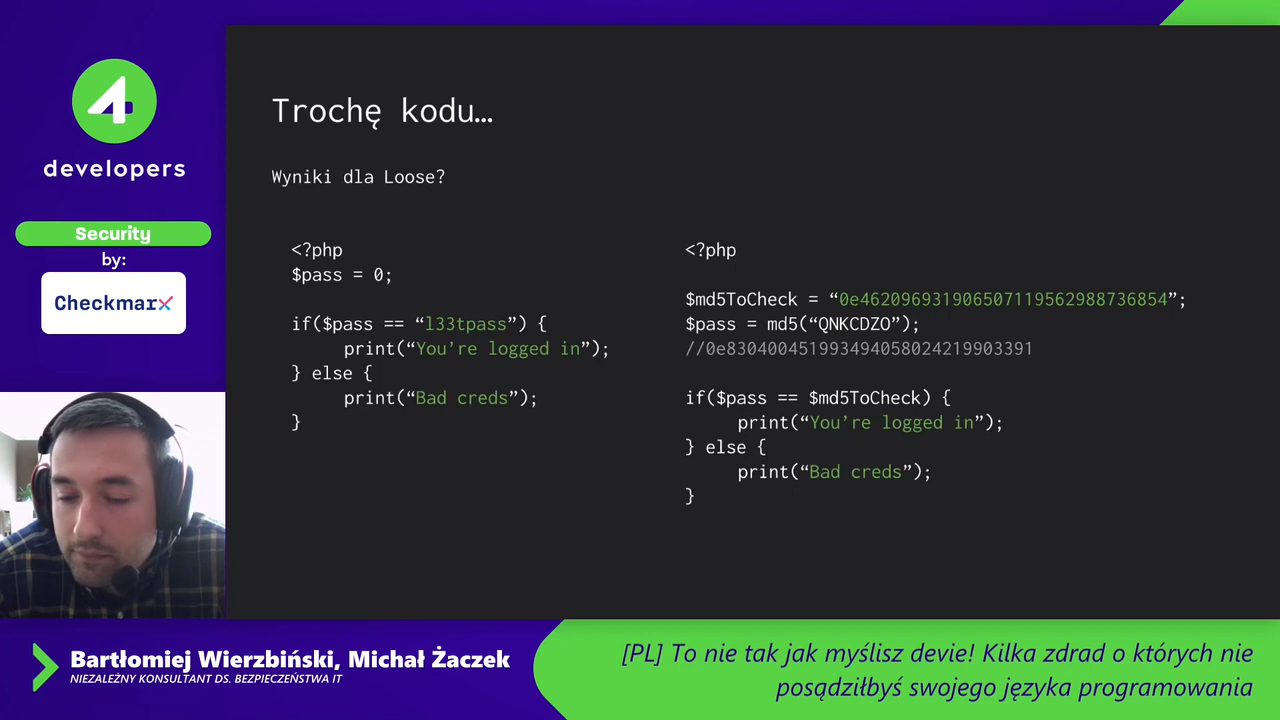 4
developers
Security
by:
Checkmarx
Trochę kodu…
Wyniki dla Loose?
<?php
$pass = 0;
if($pass == “l33tpass”) {
print(“You’re logged in”);
} else {
print(“Bad creds”);
}
<?php
$md5ToCheck = “0e462096931906507119562988736854”;
$pass = md5(“QNKCDZO”);
//0e830400451993494058024219903391
if($pass == $md5ToCheck) {
print(“You’re logged in”);
} else {
print(“Bad creds”);
}
Bartłomiej Wierzbiński, Michał Żaczek
NIEZALEŻNY KONSULTANT DS. BEZPIECZEŃSTWA IT
[PL] To nie tak jak myślisz devie! Kilka zdrad o których nie
posądziłbyś swojego języka programowania